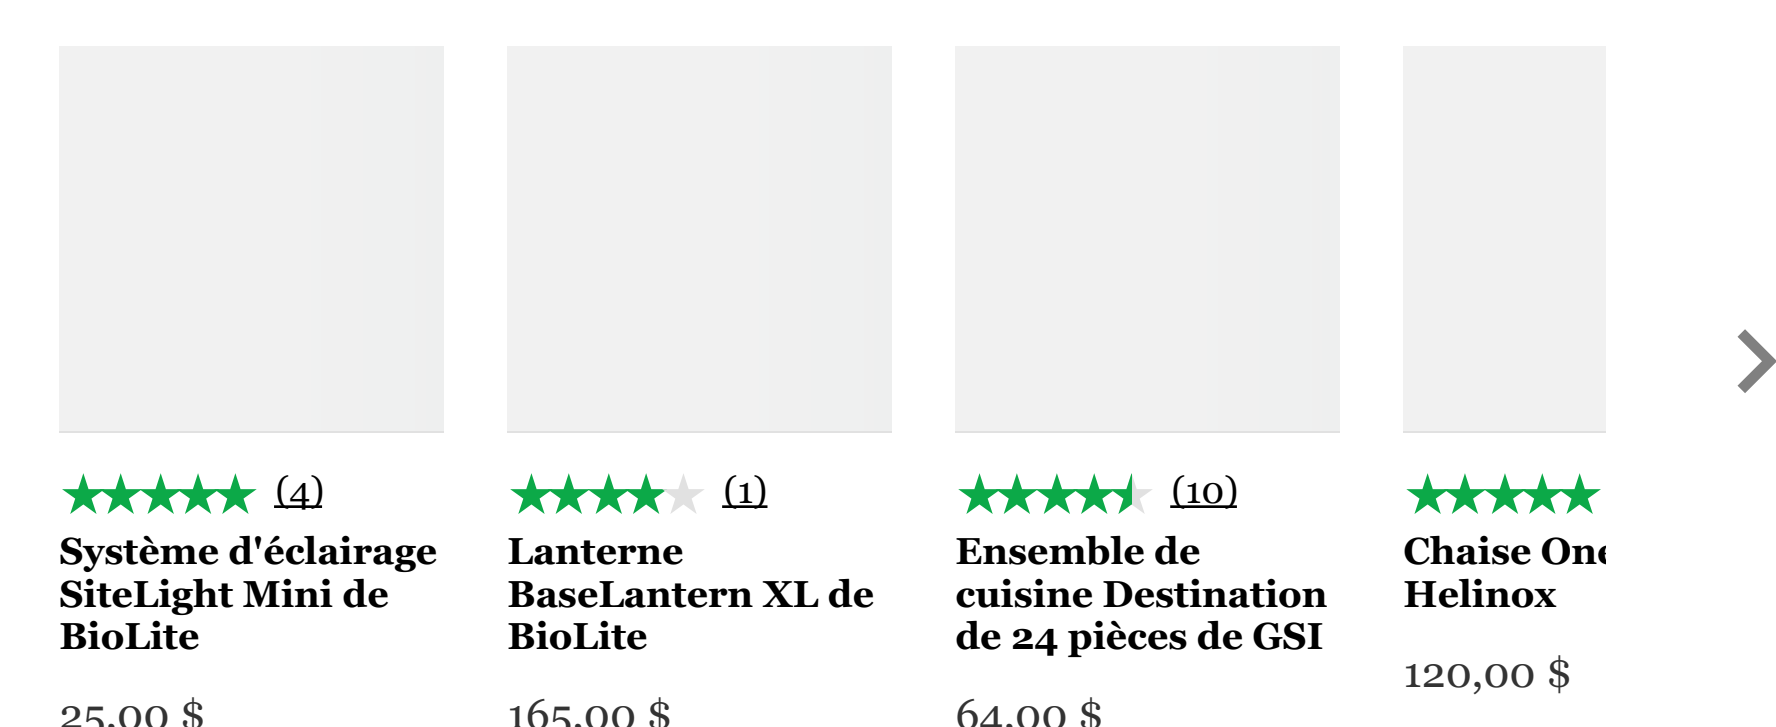 (4)
Système d'éclairage
SiteLight Mini de
BioLite
25,00 $
(1)
Lanterne
BaseLantern XL de
BioLite
165,00 $
(10)
Ensemble de
cuisine Destination
de 24 pièces de GSI
64,00 $
Chaise One
Helinox
120,00 $